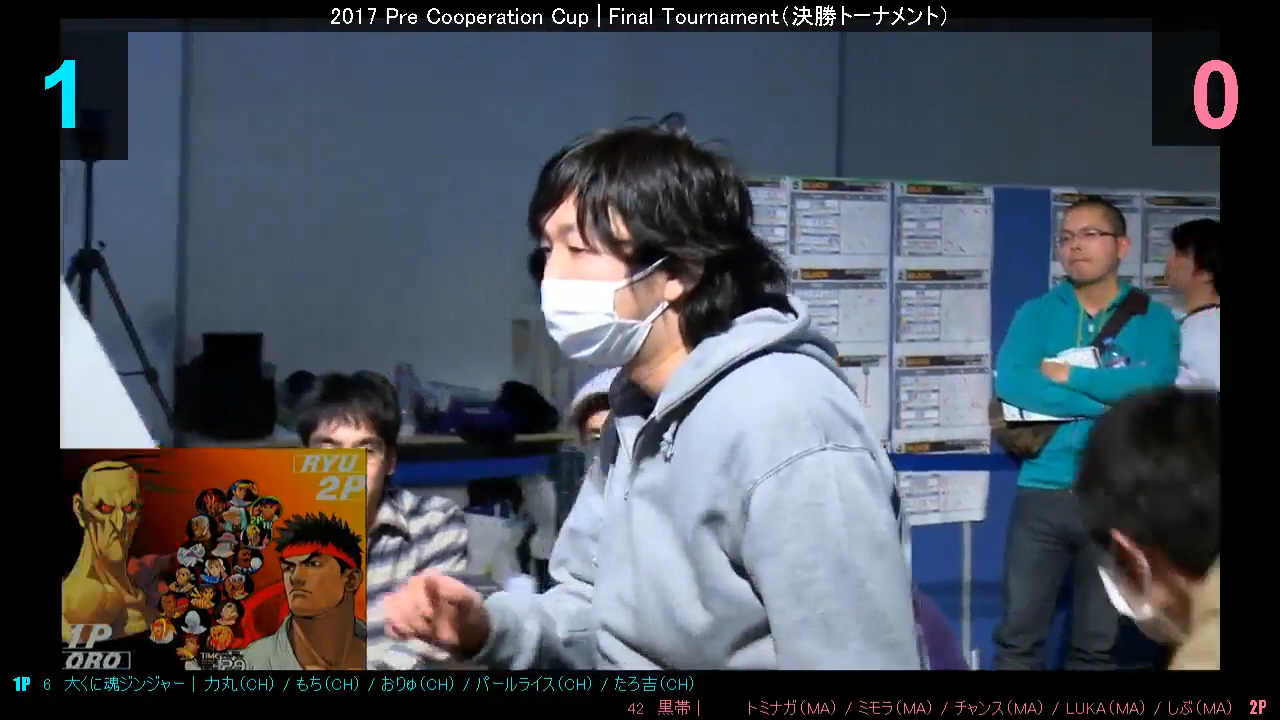 2017 Pre Cooperation Cup | Final Tournament(決勝トーナメント)
1
0
RYU
2P
1P
ORO
TIME
1P 6 大くに魂ジンジャー | 力丸(CH) / もち(CH) / おりゅ(CH) / パールライス(CH) / たろ吉(CH)
42 黒帯 | トミナガ(MA) / ミモラ(MA) / チャンス(MA) / LUKA(MA) / しぶ(MA) 2P